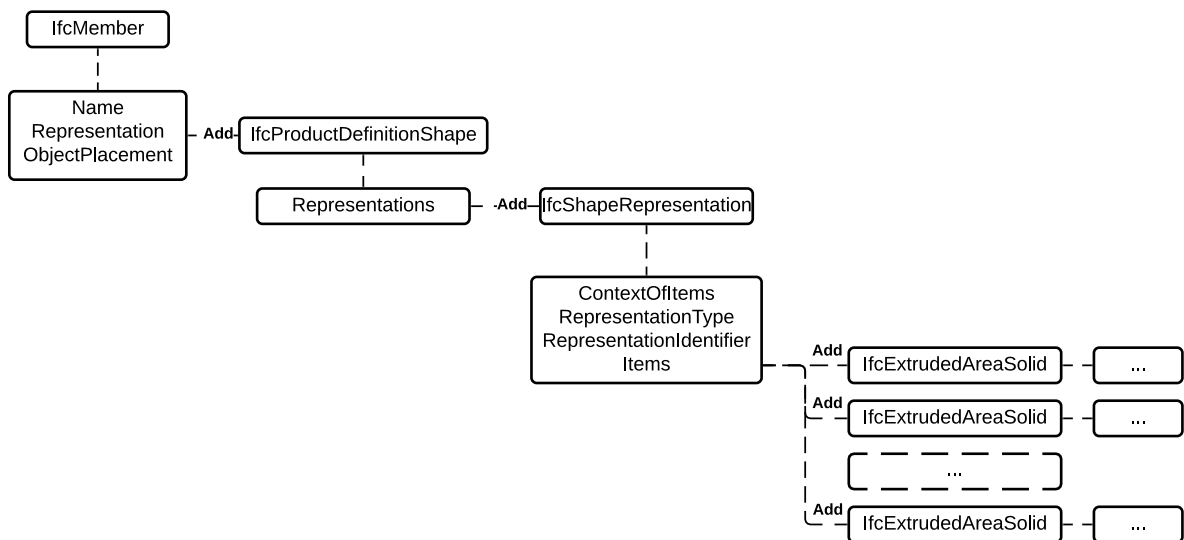 IfcMember
Name
Representation
ObjectPlacement
Add
IfcProductDefinitionShape
Representations
Add
IfcShapeRepresentation
ContextOfItems
RepresentationType
RepresentationIdentifier
Items
Add
IfcExtrudedAreaSolid
...
Add
IfcExtrudedAreaSolid
...
...
Add
IfcExtrudedAreaSolid
...